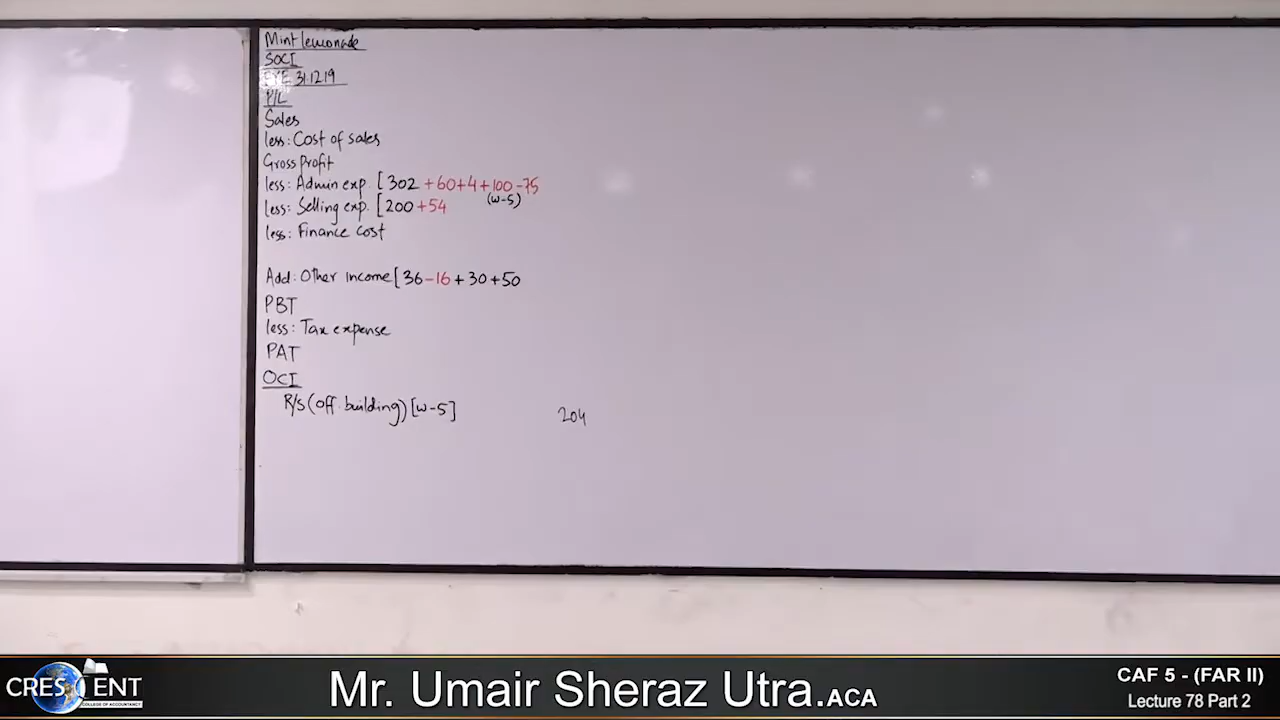 Mint lemonade
SOCI
FYE 31.12.19
P/L
Sales
less: Cost of sales
Gross profit
less: Admin exp. [302 +60+4+100-75
(w-5)
less: Selling exp. [200 +54
less: Finance cost
Add: Other income [36-16+30+50
PBT
less: Tax expense
PAT
OCI
R/S (off. building) [w-5] 204
CRESCENT
COLLEGE OF ACCOUNTANCY
Mr. Umair Sheraz Utra.ACA
CAF 5 - (FAR II)
Lecture 78 Part 2